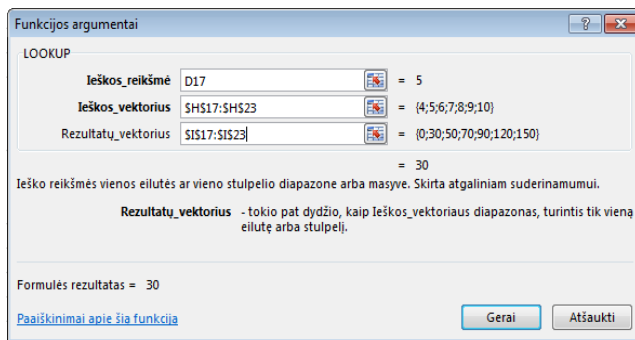 Funkcijos argumentai
LOOKUP
Ieškos_reikšmė D17 = 5
Ieškos_vektorius $H$17:$H$23 = {4;5;6;7;8;9;10}
Rezultatų_vektorius $I$17:$I$23 = {0;30;50;70;90;120;150}
= 30
Ieško reikšmės vienos eilutės ar vieno stulpelio diapazone arba masyve. Skirta atgaliniam suderinamumui.
Rezultatų_vektorius - tokio pat dydžio, kaip Ieškos_vektoriaus diapazonas, turintis tik vieną
eilutę arba stulpelį.
Formulės rezultatas = 30
Paaiškinimai apie šia funkcija Gerai Atšaukti